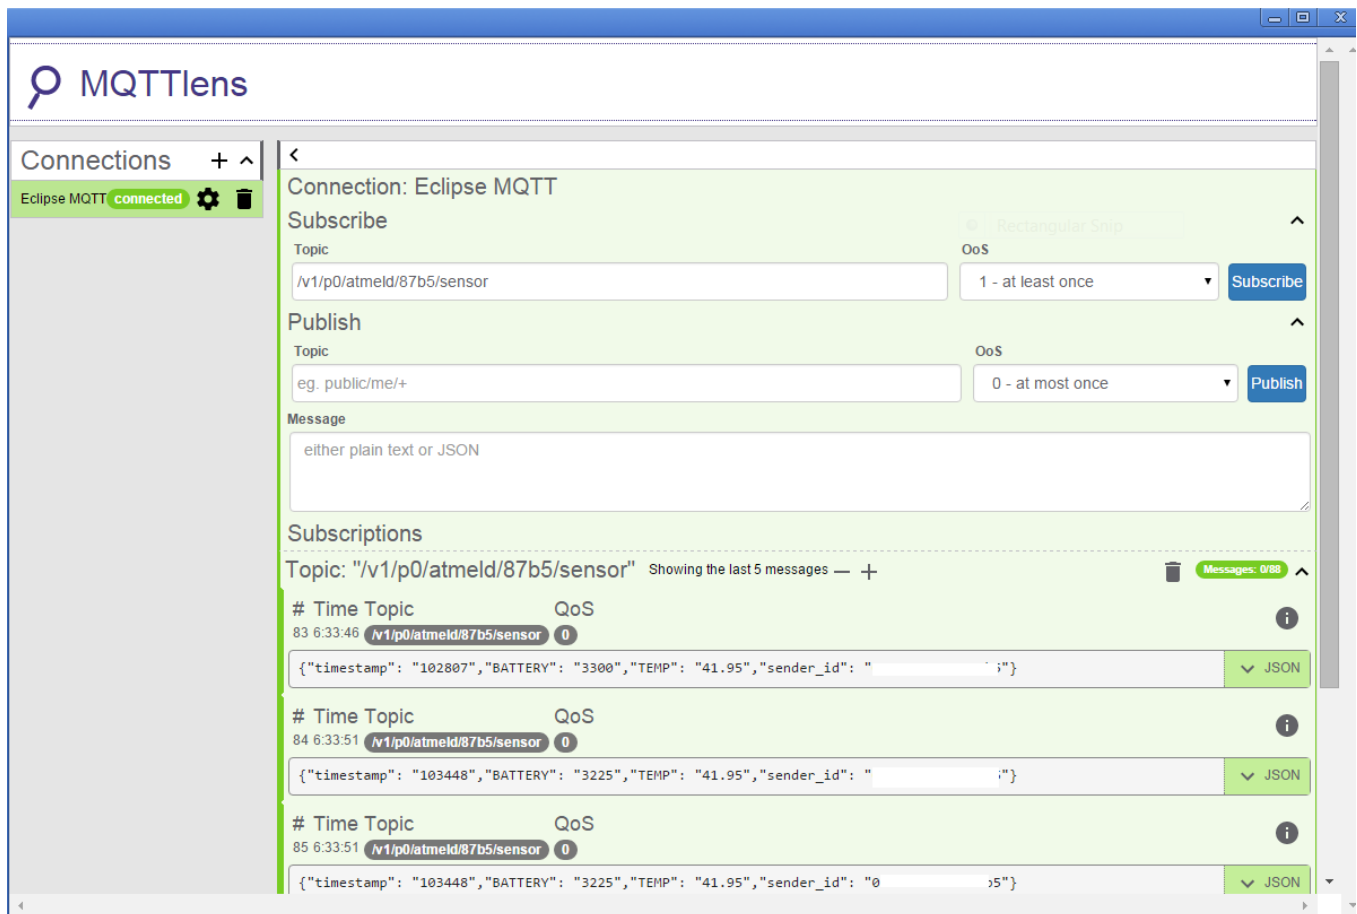 MQTTlens
Connections
Eclipse MQTT connected
Connection: Eclipse MQTT
Subscribe
Rectangular Snip
Topic QoS
/v1/p0/atmeld/87b5/sensor 1 - at least once Subscribe
Publish
Topic QoS
eg. public/me/+ 0 - at most once Publish
Message
either plain text or JSON
Subscriptions
Topic: "/v1/p0/atmeld/87b5/sensor" Showing the last 5 messages — + Messages: 0/88
# Time Topic QoS
83 6:33:46 /v1/p0/atmeld/87b5/sensor 0
{"timestamp": "102807","BATTERY": "3300","TEMP": "41.95","sender_id": " "} JSON
# Time Topic QoS
84 6:33:51 /v1/p0/atmeld/87b5/sensor 0
{"timestamp": "103448","BATTERY": "3225","TEMP": "41.95","sender_id": " "} JSON
# Time Topic QoS
85 6:33:51 /v1/p0/atmeld/87b5/sensor 0
{"timestamp": "103448","BATTERY": "3225","TEMP": "41.95","sender_id": "0 5"} JSON